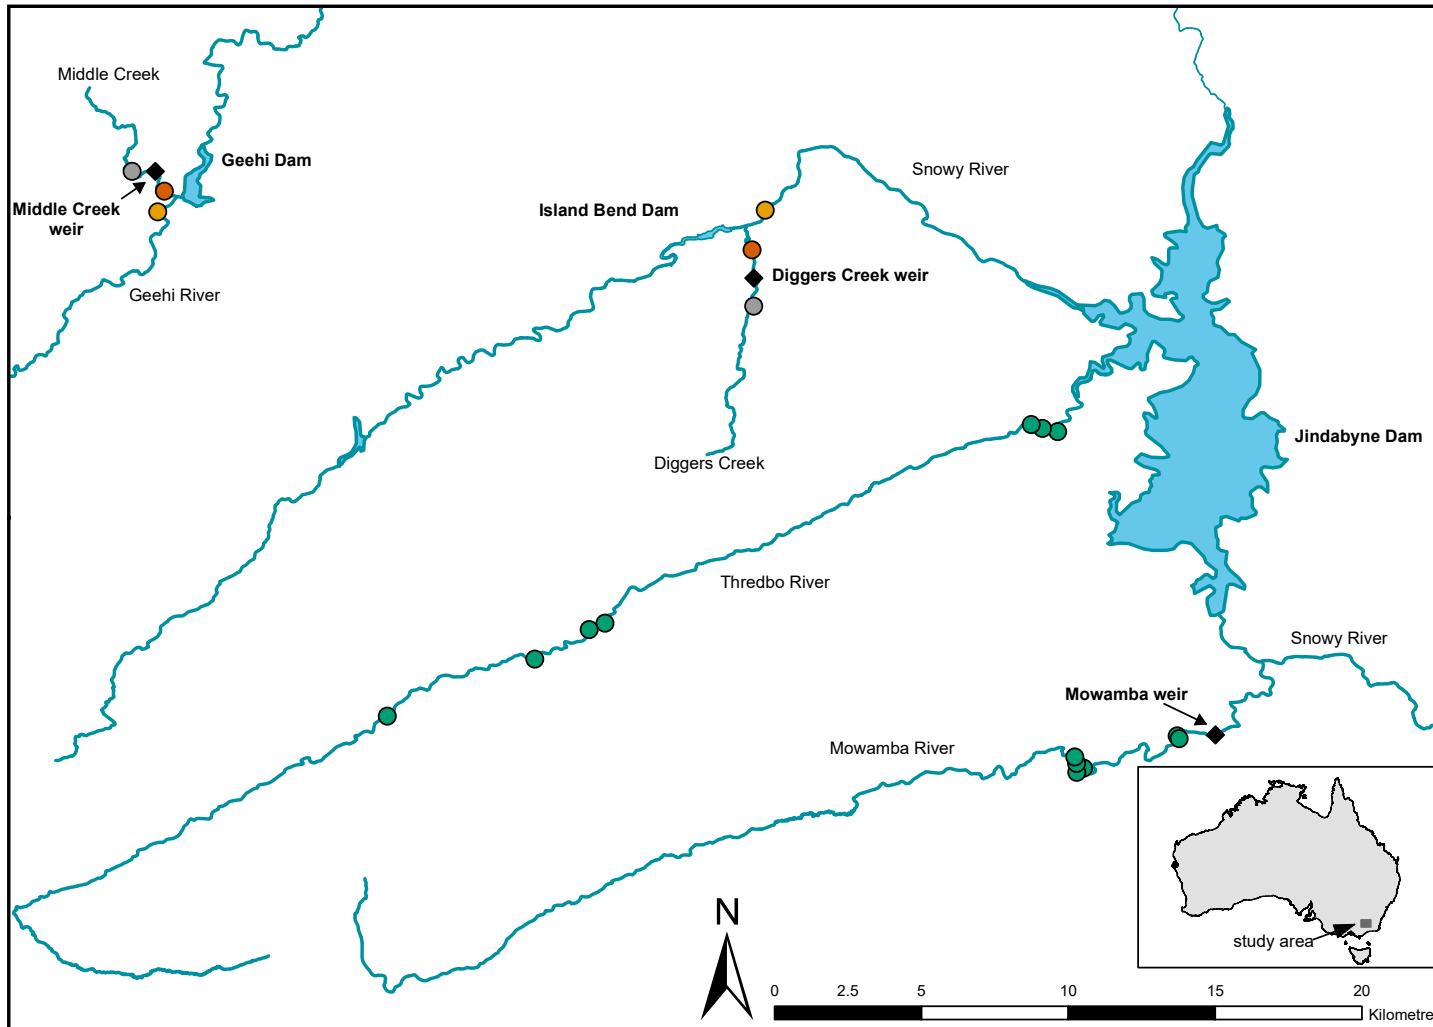 Middle Creek
Geehi Dam
Middle Creek
weir
Geehi River
Island Bend Dam
Snowy River
Diggers Creek weir
Diggers Creek
Jindabyne Dam
Thredbo River
Snowy River
Mowamba weir
Mowamba River
study area
N
0 2.5 5 10 15 20
Kilometre